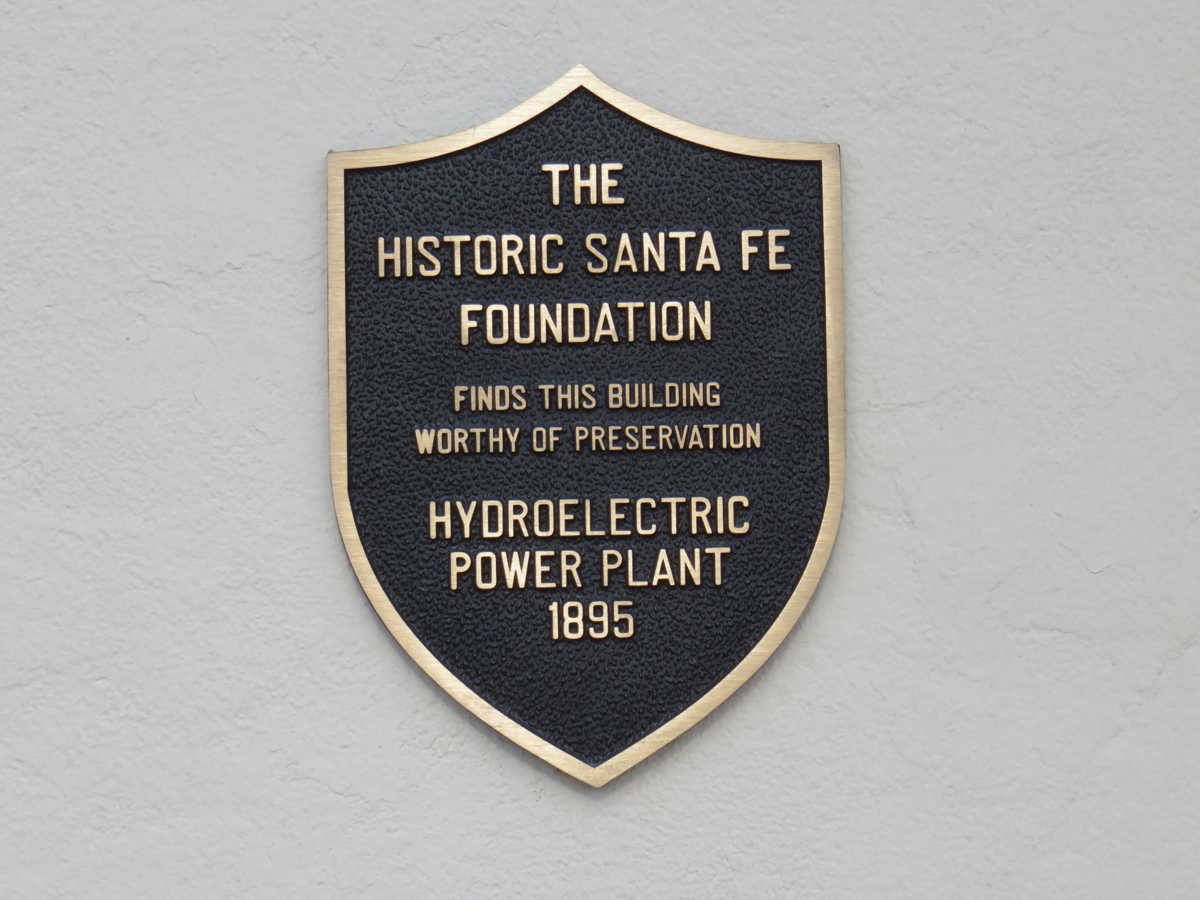 THE
HISTORIC SANTA FE
FOUNDATION
FINDS THIS BUILDING
WORTHY OF PRESERVATION
HYDROELECTRIC
POWER PLANT
1895